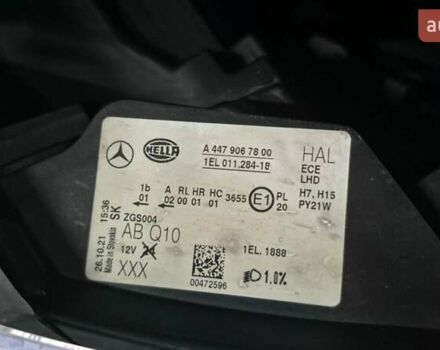 au
HELLA
A 447 906 78 00
1EL 011.284-18
HAL
ECE
LHD
1b
01
A RL HR HC
02 00 01 01
3655
E1
PL
20
H7, H15
PY21W
26.10.21 15:36
Made in Slovakia SK
ZGS004
AB Q10
12V
XXX
00472596
1EL. 1888
1.0%